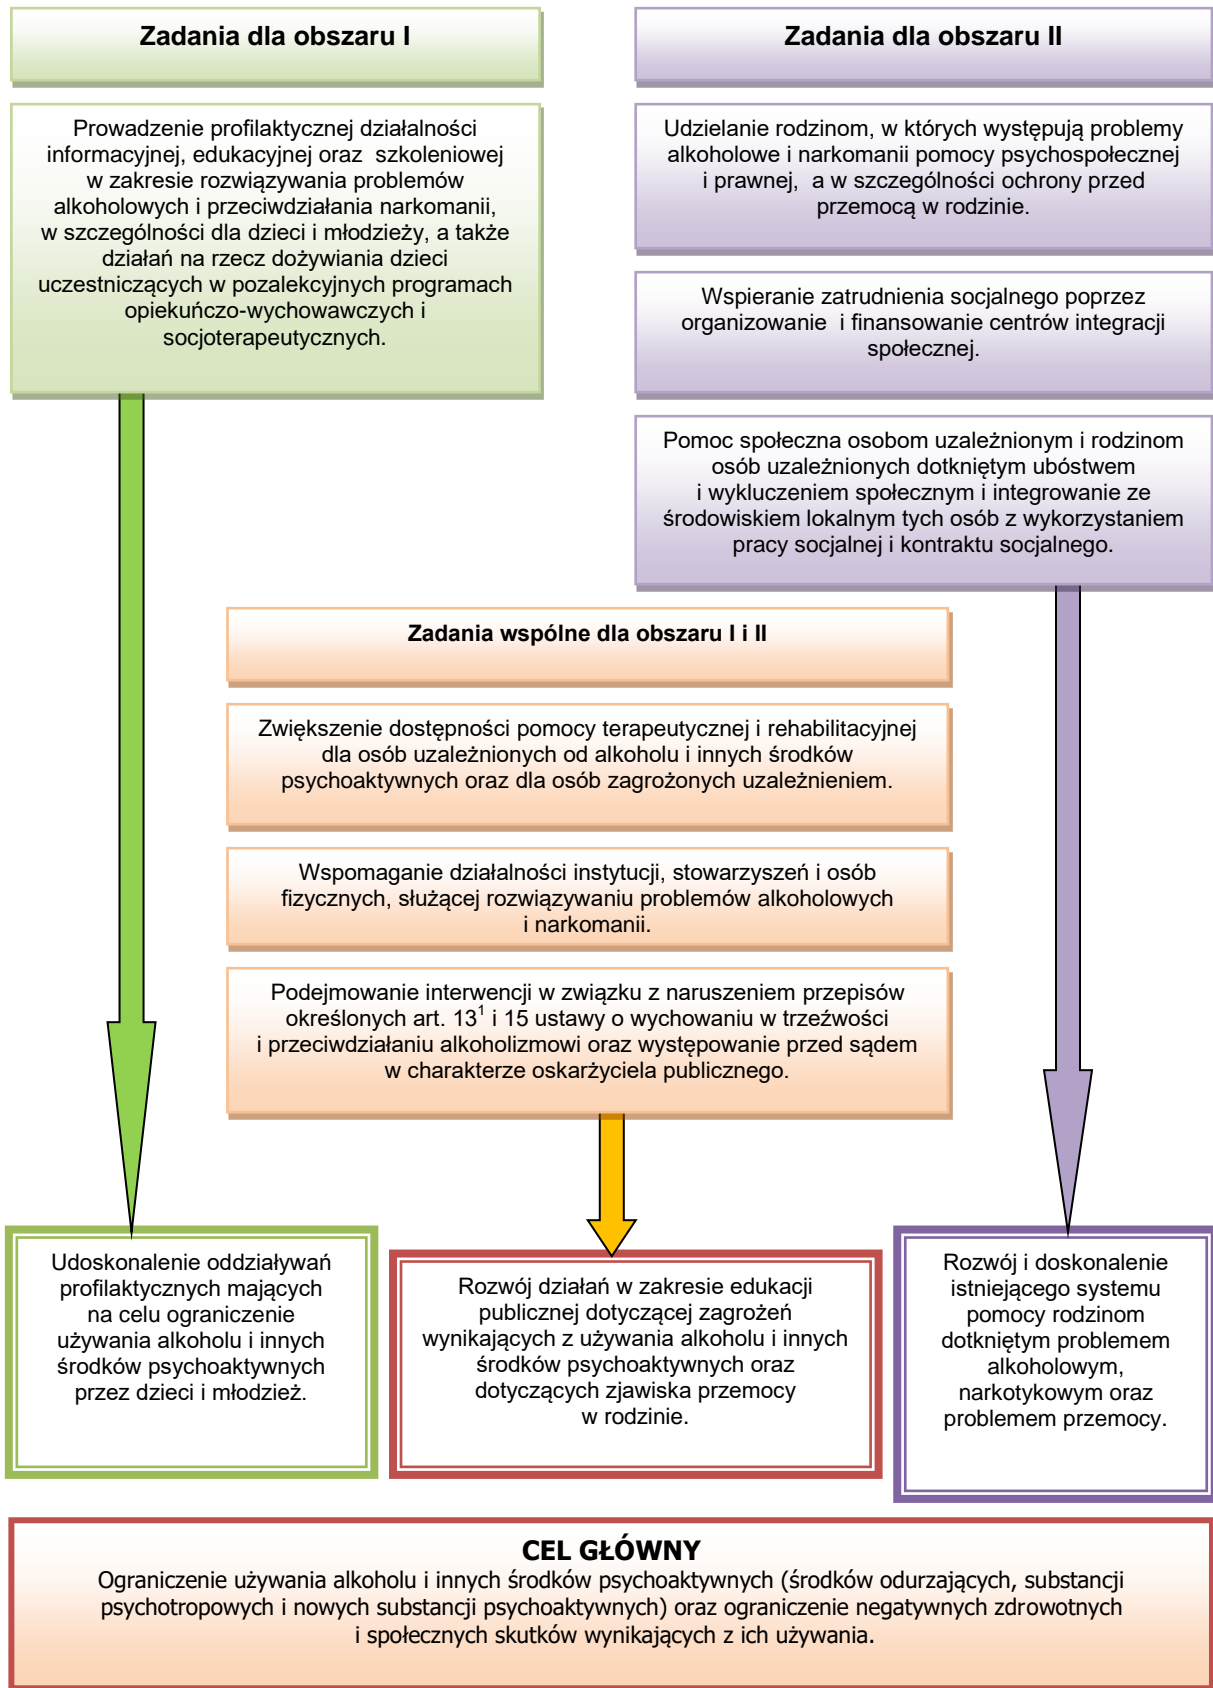 Zadania dla obszaru I
Prowadzenie profilaktycznej działalności
informacyjnej, edukacyjnej oraz szkoleniowej
w zakresie rozwiązywania problemów
alkoholowych i przeciwdziałania narkomanii,
w szczególności dla dzieci i młodzieży, a także
działań na rzecz dożywiania dzieci
uczestniczących w pozalekcyjnych programach
opiekuńczo-wychowawczych i
socjoterapeutycznych.
Zadania dla obszaru II
Udzielanie rodzinom, w których występują problemy
alkoholowe i narkomanii pomocy psychospołecznej
i prawnej, a w szczególności ochrony przed
przemocą w rodzinie.
Wspieranie zatrudnienia socjalnego poprzez
organizowanie i finansowanie centrów integracji
społecznej.
Pomoc społeczna osobom uzależnionym i rodzinom
osób uzależnionych dotkniętym ubóstwem
i wykluczeniem społecznym i integrowanie ze
środowiskiem lokalnym tych osób z wykorzystaniem
pracy socjalnej i kontraktu socjalnego.
Zadania wspólne dla obszaru I i II
Zwiększenie dostępności pomocy terapeutycznej i rehabilitacyjnej
dla osób uzależnionych od alkoholu i innych środków
psychoaktywnych oraz dla osób zagrożonych uzależnieniem.
Wspomaganie działalności instytucji, stowarzyszeń i osób
fizycznych, służącej rozwiązywaniu problemów alkoholowych
i narkomanii.
Podejmowanie interwencji w związku z naruszeniem przepisów
określonych art. 13¹ i 15 ustawy o wychowaniu w trzeźwości
i przeciwdziałaniu alkoholizmowi oraz występowanie przed sądem
w charakterze oskarżyciela publicznego.
Udoskonalenie oddziaływań
profilaktycznych mających
na celu ograniczenie
używania alkoholu i innych
środków psychoaktywnych
przez dzieci i młodzież.
Rozwój działań w zakresie edukacji
publicznej dotyczącej zagrożeń
wynikających z używania alkoholu i innych
środków psychoaktywnych oraz
dotyczących zjawiska przemocy
w rodzinie.
Rozwój i doskonalenie
istniejącego systemu
pomocy rodzinom
dotkniętym problemem
alkoholowym,
narkotykowym oraz
problemem przemocy.
CEL GŁÓWNY
Ograniczenie używania alkoholu i innych środków psychoaktywnych (środków odurzających, substancji
psychotropowych i nowych substancji psychoaktywnych) oraz ograniczenie negatywnych zdrowotnych
i społecznych skutków wynikających z ich używania.